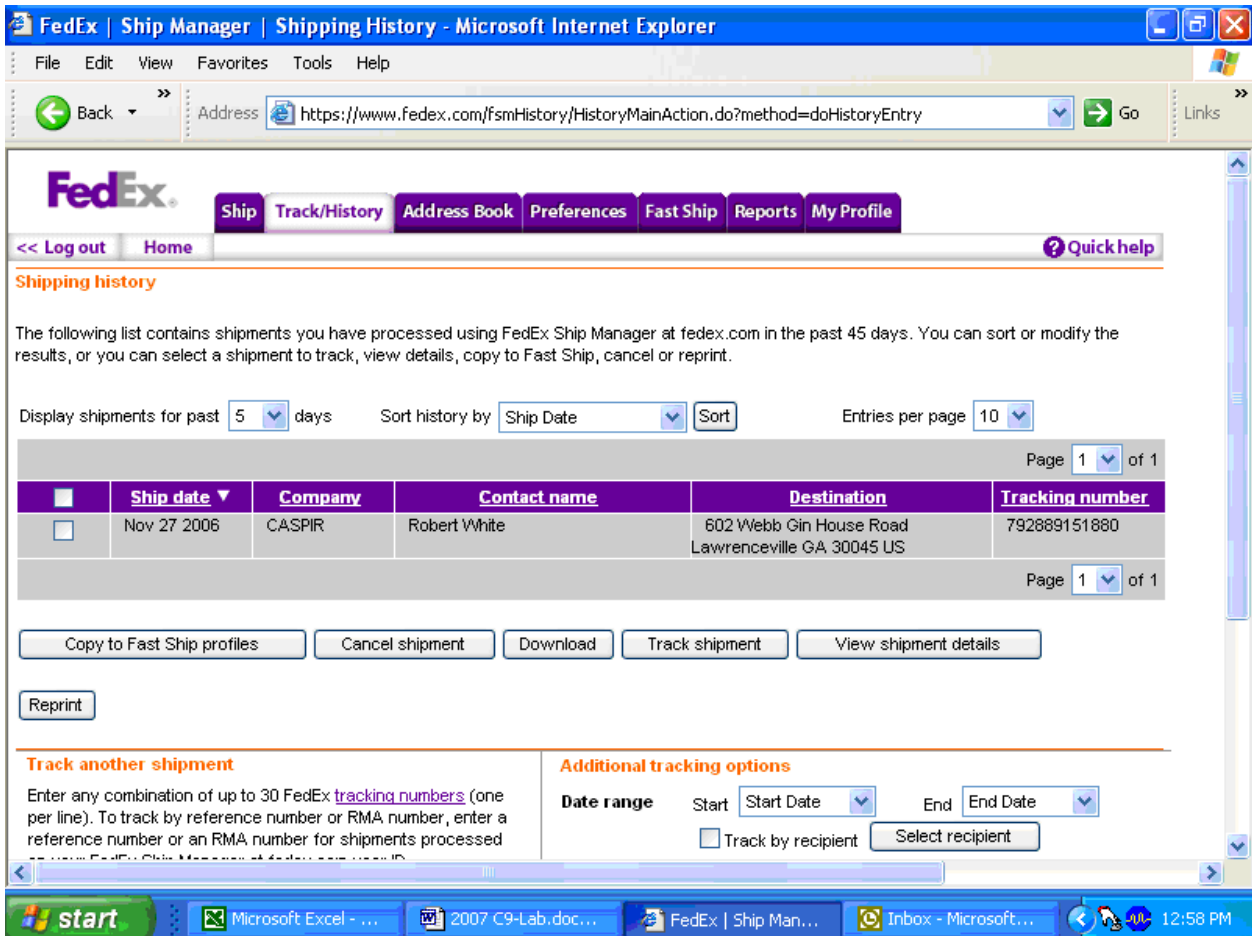 FedEx | Ship Manager | Shipping History - Microsoft Internet Explorer
File Edit View Favorites Tools Help
Back Address https://www.fedex.com/fsmHistory/HistoryMainAction.do?method=doHistoryEntry Go Links
FedEx®
Ship Track/History Address Book Preferences Fast Ship Reports My Profile
<< Log out Home Quick help
Shipping history
The following list contains shipments you have processed using FedEx Ship Manager at fedex.com in the past 45 days. You can sort or modify the
results, or you can select a shipment to track, view details, copy to Fast Ship, cancel or reprint.
Display shipments for past 5 days Sort history by Ship Date Sort Entries per page 10
Page 1 of 1
Ship date Company Contact name Destination Tracking number
Nov 27 2006 CASPIR Robert White 602 Webb Gin House Road 792889151880
Lawrenceville GA 30045 US
Page 1 of 1
Copy to Fast Ship profiles Cancel shipment Download Track shipment View shipment details
Reprint
Track another shipment
Enter any combination of up to 30 FedEx tracking numbers (one
per line). To track by reference number or RMA number, enter a
reference number or an RMA number for shipments processed
Additional tracking options
Date range Start Start Date End End Date
Track by recipient Select recipient
start Microsoft Excel - ... 2007 C9-Lab.doc... FedEx | Ship Man... Inbox - Microsoft... 12:58 PM